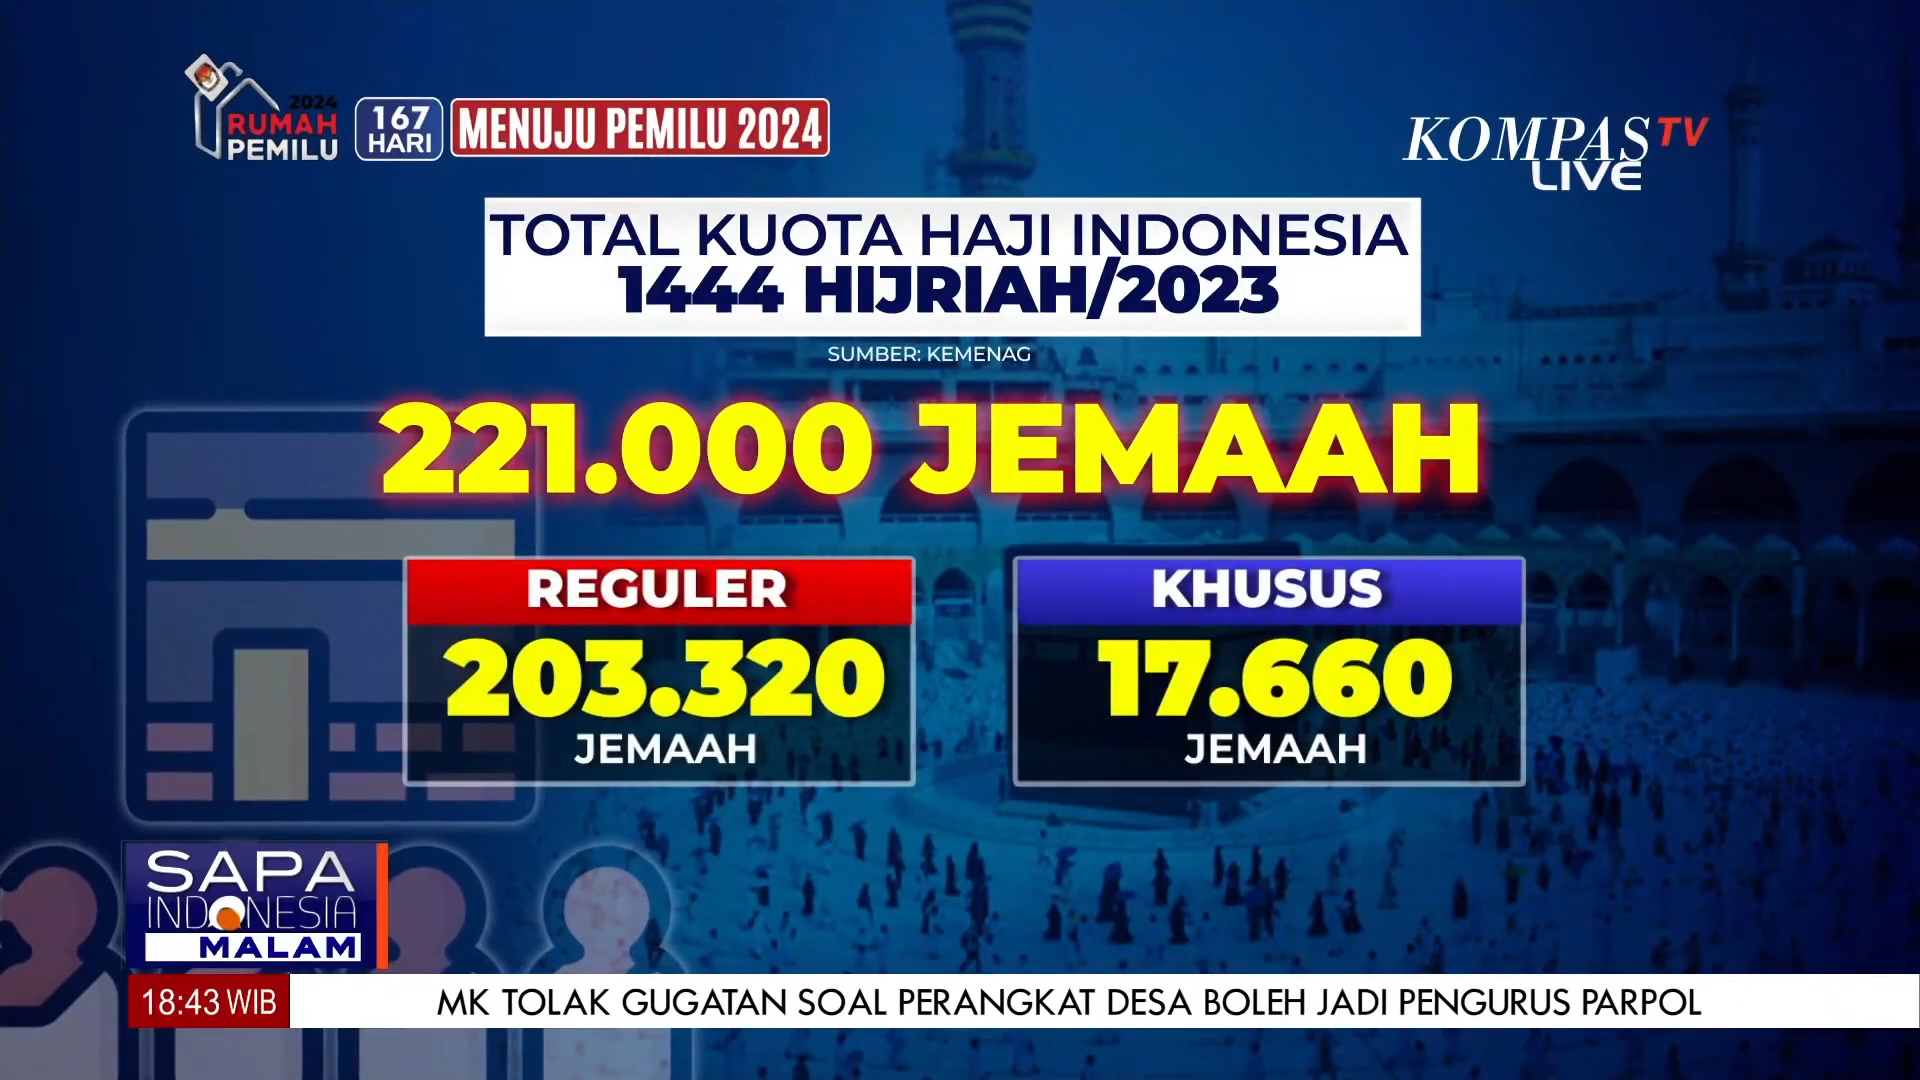 2024
RUMAH
PEMILU
167
HARI
MENUJU PEMILU 2024
KOMPAS TV
LIVE
TOTAL KUOTA HAJI INDONESIA
1444 HIJRIAH/2023
SUMBER: KEMENAG
221.000 JEMAAH
REGULER
203.320
JEMAAH
KHUSUS
17.660
JEMAAH
SAPA
INDONESIA
MALAM
18:43 WIB
MK TOLAK GUGATAN SOAL PERANGKAT DESA BOLEH JADI PENGURUS PARPOL